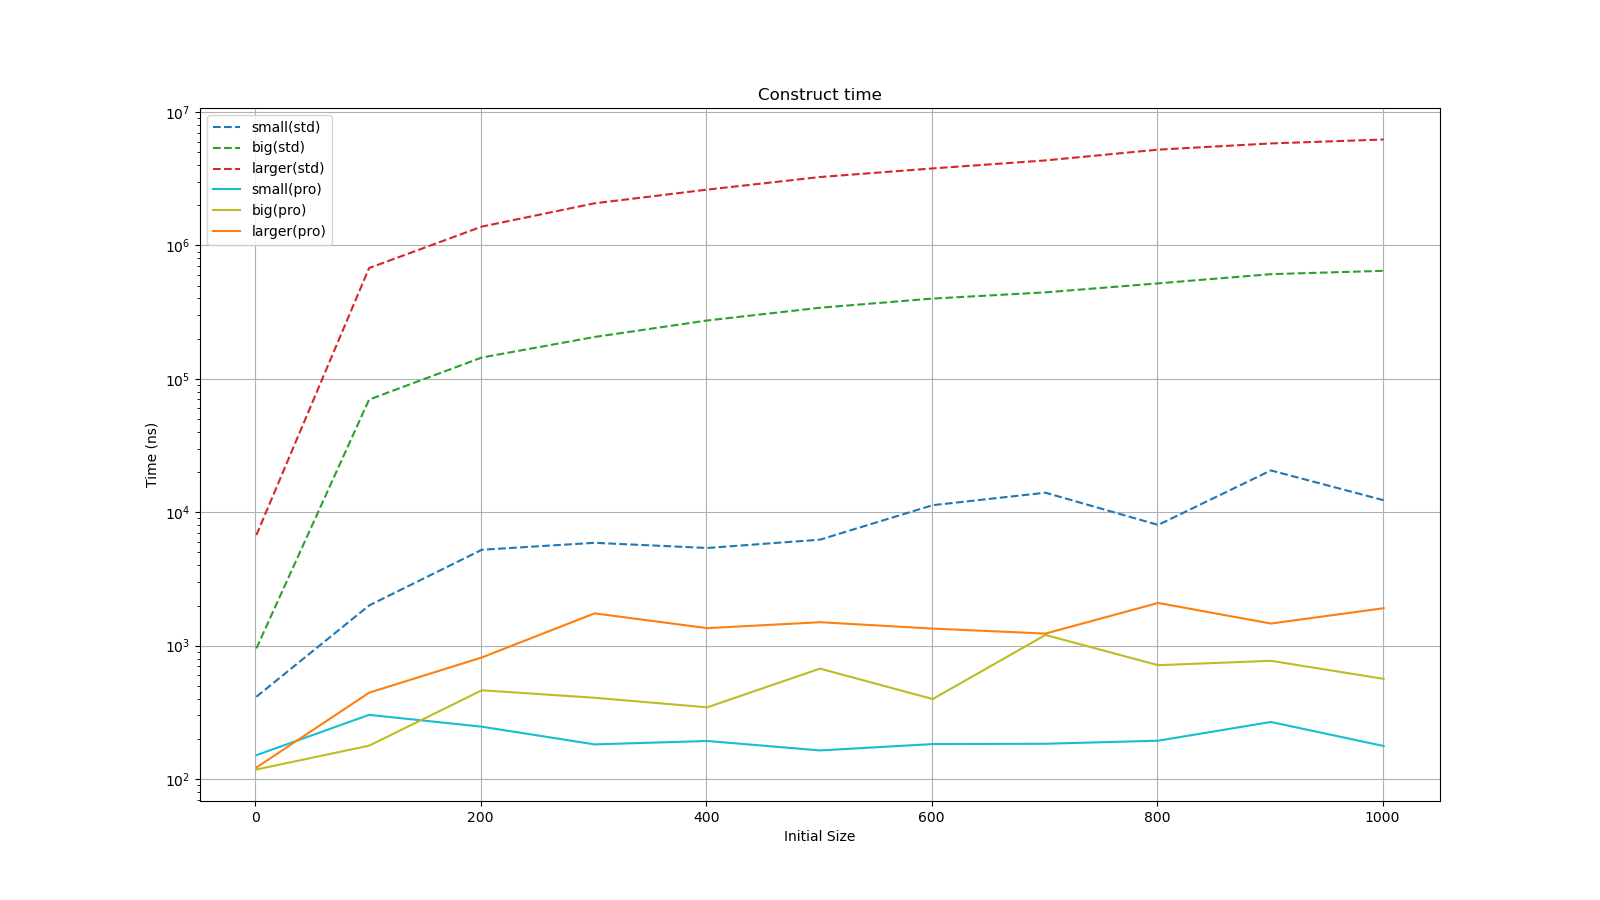 Construct time
10⁷
10⁶
10⁵
10⁴
10³
10²
Time (ns)
small(std)
big(std)
larger(std)
small(pro)
big(pro)
larger(pro)
0 200 400 600 800 1000
Initial Size